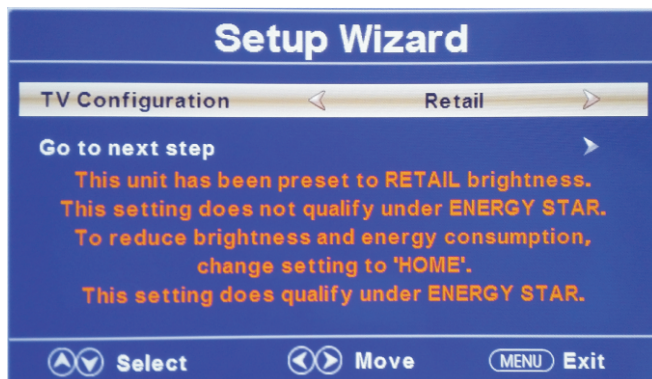 Setup Wizard
TV Configuration Retail
Go to next step
This unit has been preset to RETAIL brightness.
This setting does not qualify under ENERGY STAR.
To reduce brightness and energy consumption,
change setting to 'HOME'.
This setting does qualify under ENERGY STAR.
Select Move MENU Exit